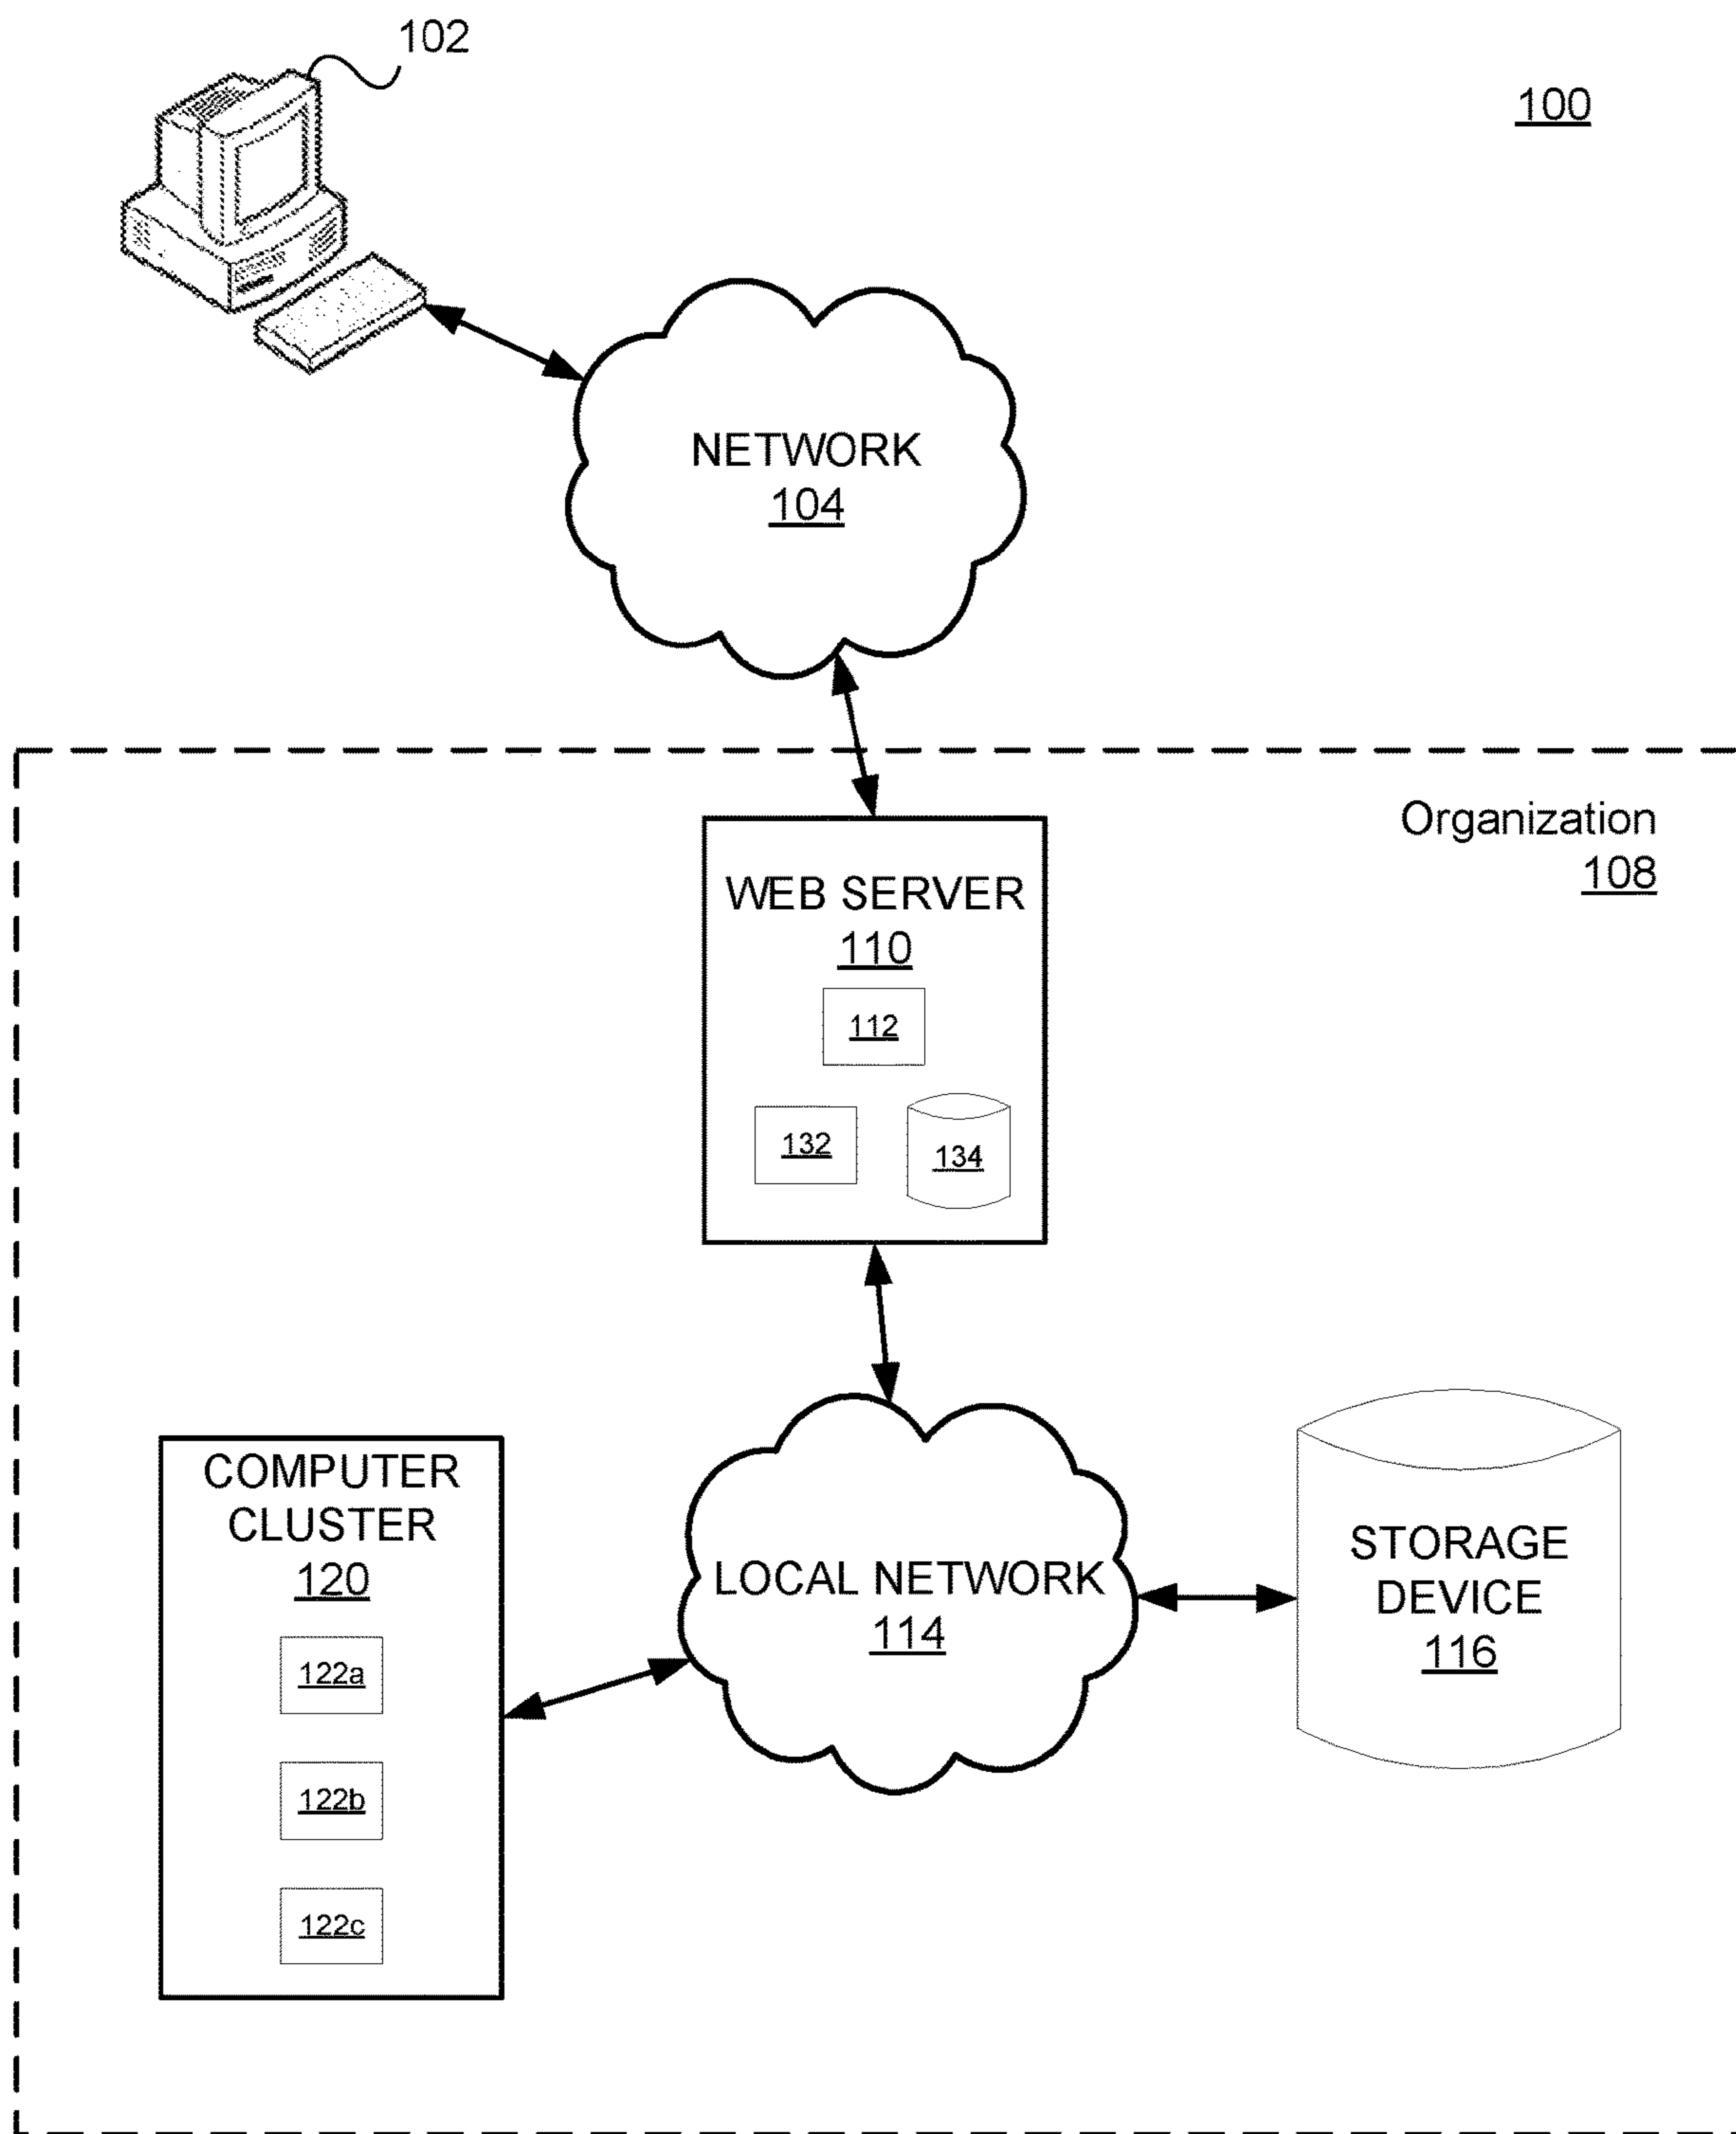 102
100
NETWORK
104
Organization
108
WEB SERVER
110
112
132
134
COMPUTER
CLUSTER
120
122a
122b
122c
LOCAL NETWORK
114
STORAGE
DEVICE
116